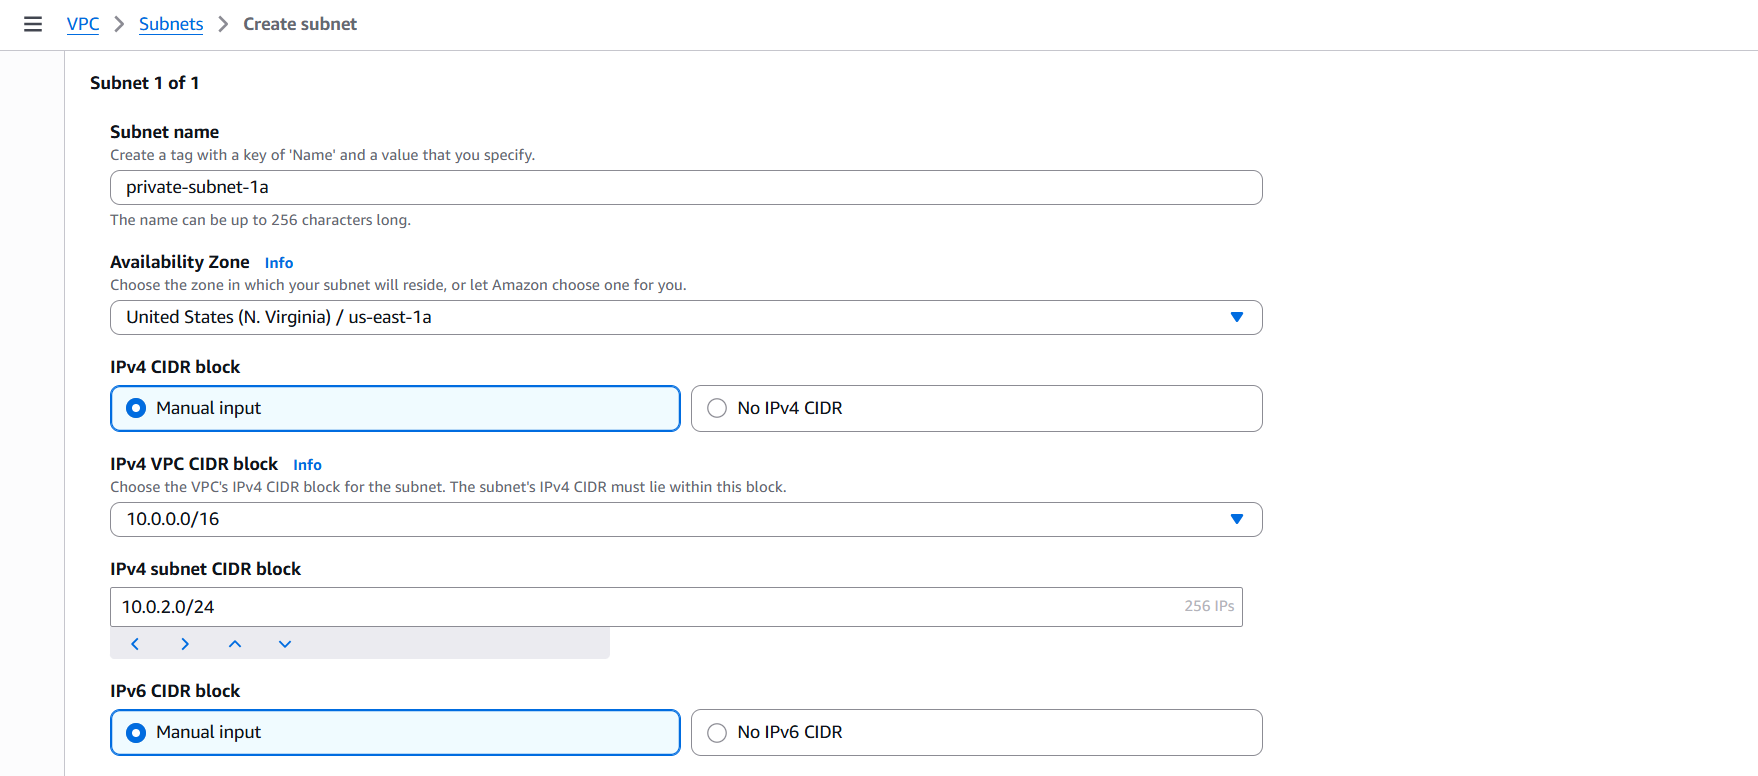 VPC > Subnets > Create subnet
Subnet 1 of 1
Subnet name
Create a tag with a key of 'Name' and a value that you specify.
private-subnet-1a
The name can be up to 256 characters long.
Availability Zone Info
Choose the zone in which your subnet will reside, or let Amazon choose one for you.
United States (N. Virginia) / us-east-1a
IPv4 CIDR block
Manual input
No IPv4 CIDR
IPv4 VPC CIDR block Info
Choose the VPC's IPv4 CIDR block for the subnet. The subnet's IPv4 CIDR must lie within this block.
10.0.0.0/16
IPv4 subnet CIDR block
10.0.2.0/24 256 IPs
IPv6 CIDR block
Manual input
No IPv6 CIDR